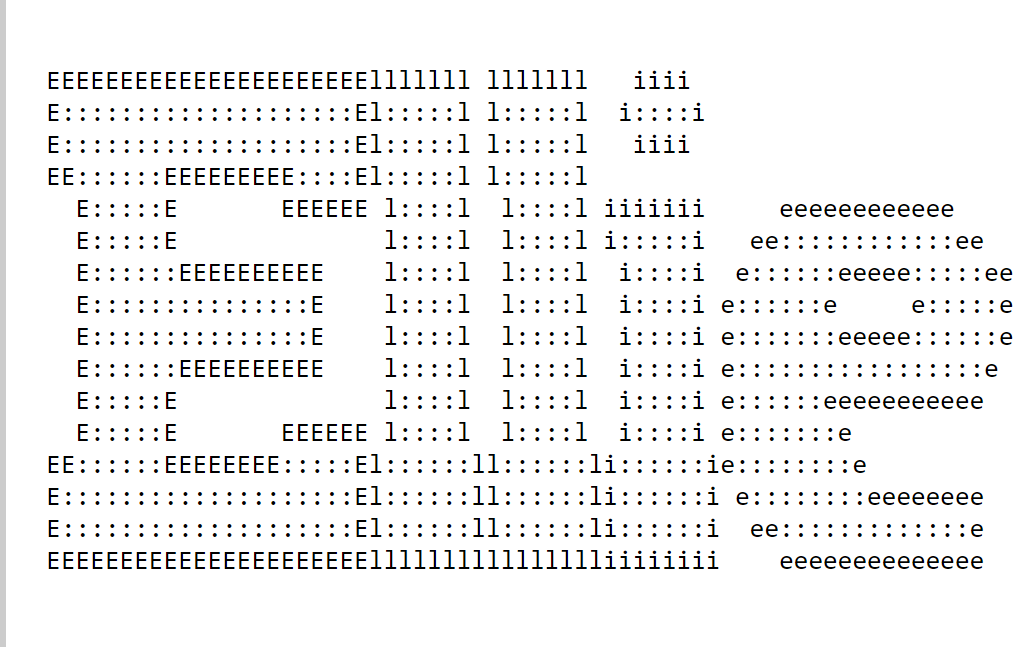 EEEEEEEEEEEEEEEEEEEEEElllllll lllllll   iiii
E::::::::::::::::::::El:::::l l:::::l  i::::i
E::::::::::::::::::::El:::::l l:::::l   iiii
EE::::::EEEEEEEEE::::El:::::l l:::::l
  E:::::E       EEEEEE l::::l  l::::l iiiiiii     eeeeeeeeeeee
  E:::::E              l::::l  l::::l i:::::i   ee::::::::::::ee
  E::::::EEEEEEEEEE    l::::l  l::::l  i::::i  e::::::eeeee:::::ee
  E:::::::::::::::E    l::::l  l::::l  i::::i e::::::e     e:::::e
  E:::::::::::::::E    l::::l  l::::l  i::::i e:::::::eeeee::::::e
  E::::::EEEEEEEEEE    l::::l  l::::l  i::::i e:::::::::::::::::e
  E:::::E              l::::l  l::::l  i::::i e::::::eeeeeeeeeee
  E:::::E       EEEEEE l::::l  l::::l  i::::i e:::::::e
EE::::::EEEEEEEE:::::El::::::ll::::::li::::::ie::::::::e
E::::::::::::::::::::El::::::ll::::::li::::::i e::::::::eeeeeeee
E::::::::::::::::::::El::::::ll::::::li::::::i  ee:::::::::::::e
EEEEEEEEEEEEEEEEEEEEEElllllllllllllllliiiiiiii    eeeeeeeeeeeeee